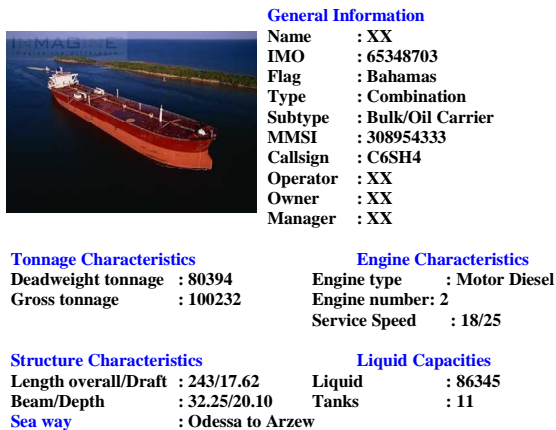 INMAGINE
General Information
Name : XX
IMO : 65348703
Flag : Bahamas
Type : Combination
Subtype : Bulk/Oil Carrier
MMSI : 308954333
Callsign : C6SH4
Operator : XX
Owner : XX
Manager : XX
Tonnage Characteristics
Deadweight tonnage : 80394
Gross tonnage : 100232
Engine Characteristics
Engine type : Motor Diesel
Engine number: 2
Service Speed : 18/25
Structure Characteristics
Length overall/Draft : 243/17.62
Beam/Depth : 32.25/20.10
Sea way : Odessa to Arzew
Liquid Capacities
Liquid : 86345
Tanks : 11